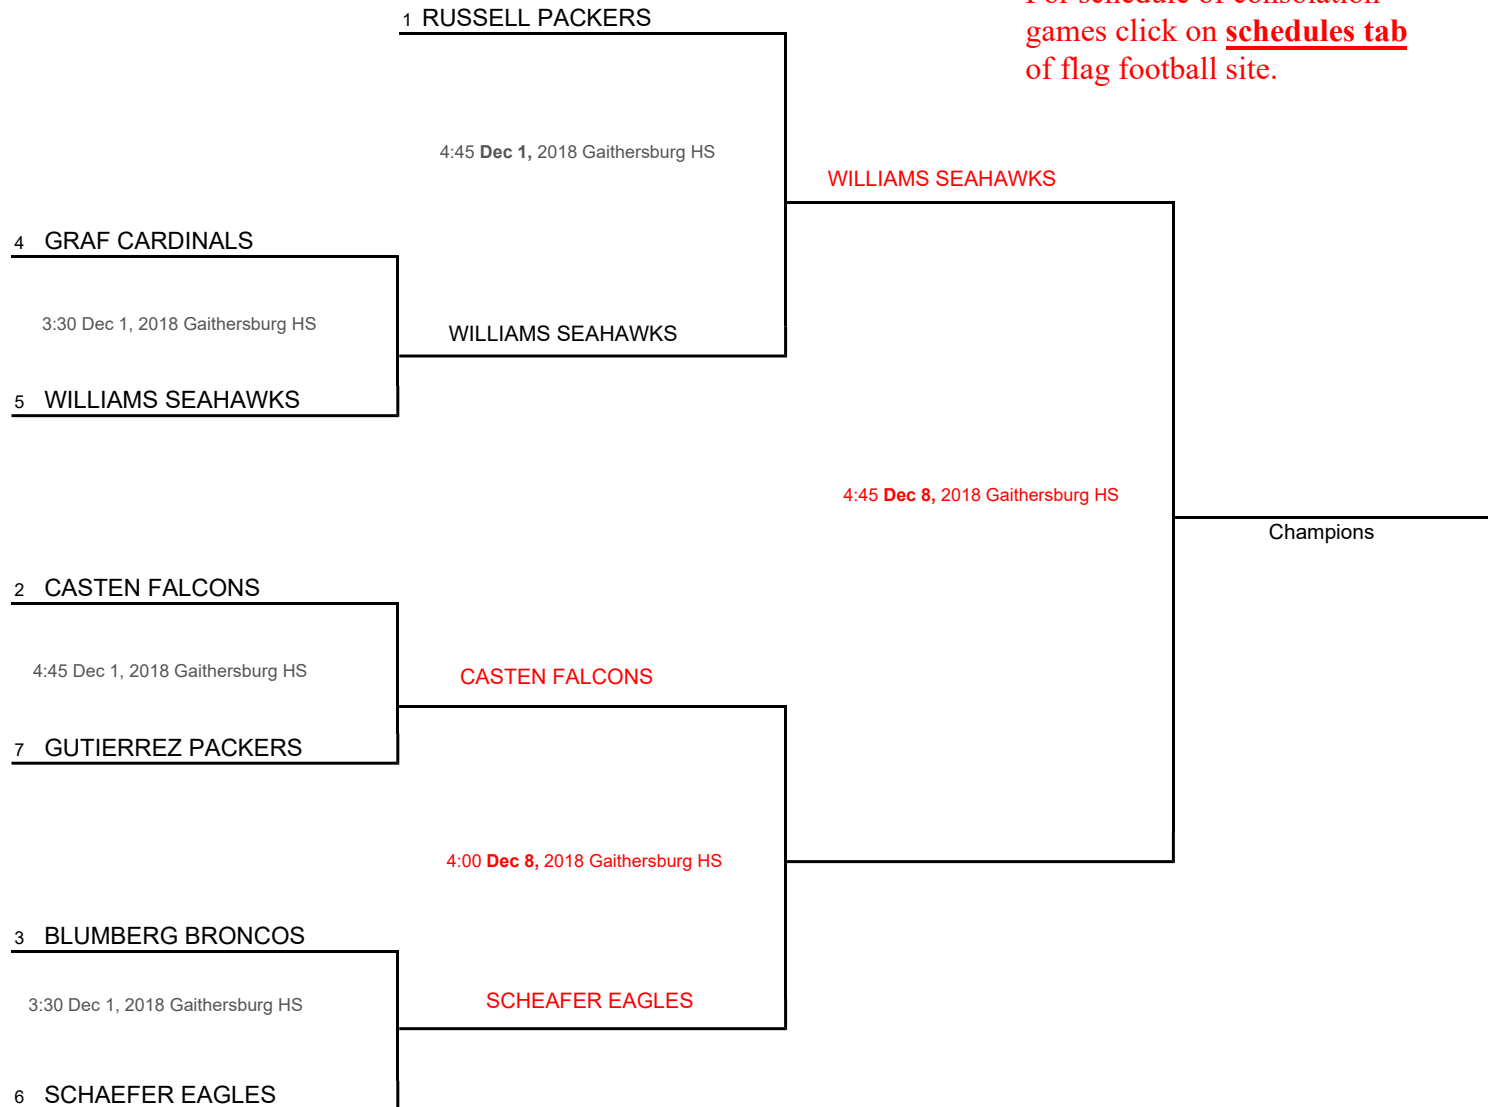 For schedule of consolation
games click on schedules tab
of flag football site.
1 RUSSELL PACKERS
4:45 Dec 1, 2018 Gaithersburg HS
WILLIAMS SEAHAWKS
4 GRAF CARDINALS
3:30 Dec 1, 2018 Gaithersburg HS
WILLIAMS SEAHAWKS
5 WILLIAMS SEAHAWKS
4:45 Dec 8, 2018 Gaithersburg HS
Champions
2 CASTEN FALCONS
4:45 Dec 1, 2018 Gaithersburg HS
CASTEN FALCONS
7 GUTIERREZ PACKERS
4:00 Dec 8, 2018 Gaithersburg HS
3 BLUMBERG BRONCOS
3:30 Dec 1, 2018 Gaithersburg HS
SCHEAFER EAGLES
6 SCHAEFER EAGLES